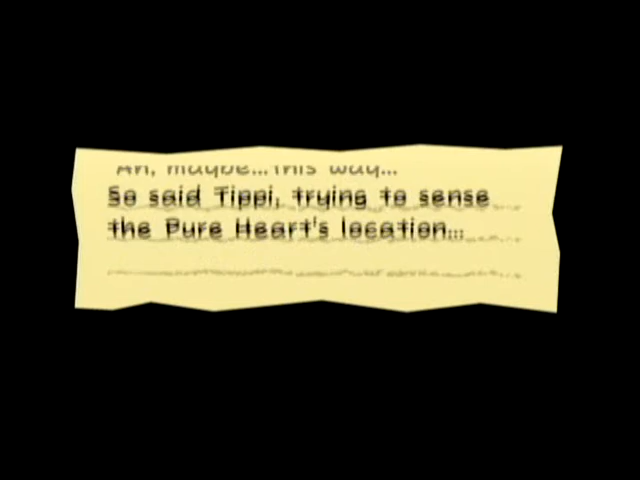 Ah, maybe...this way...
So said Tippi, trying to sense
the Pure Heart's location...